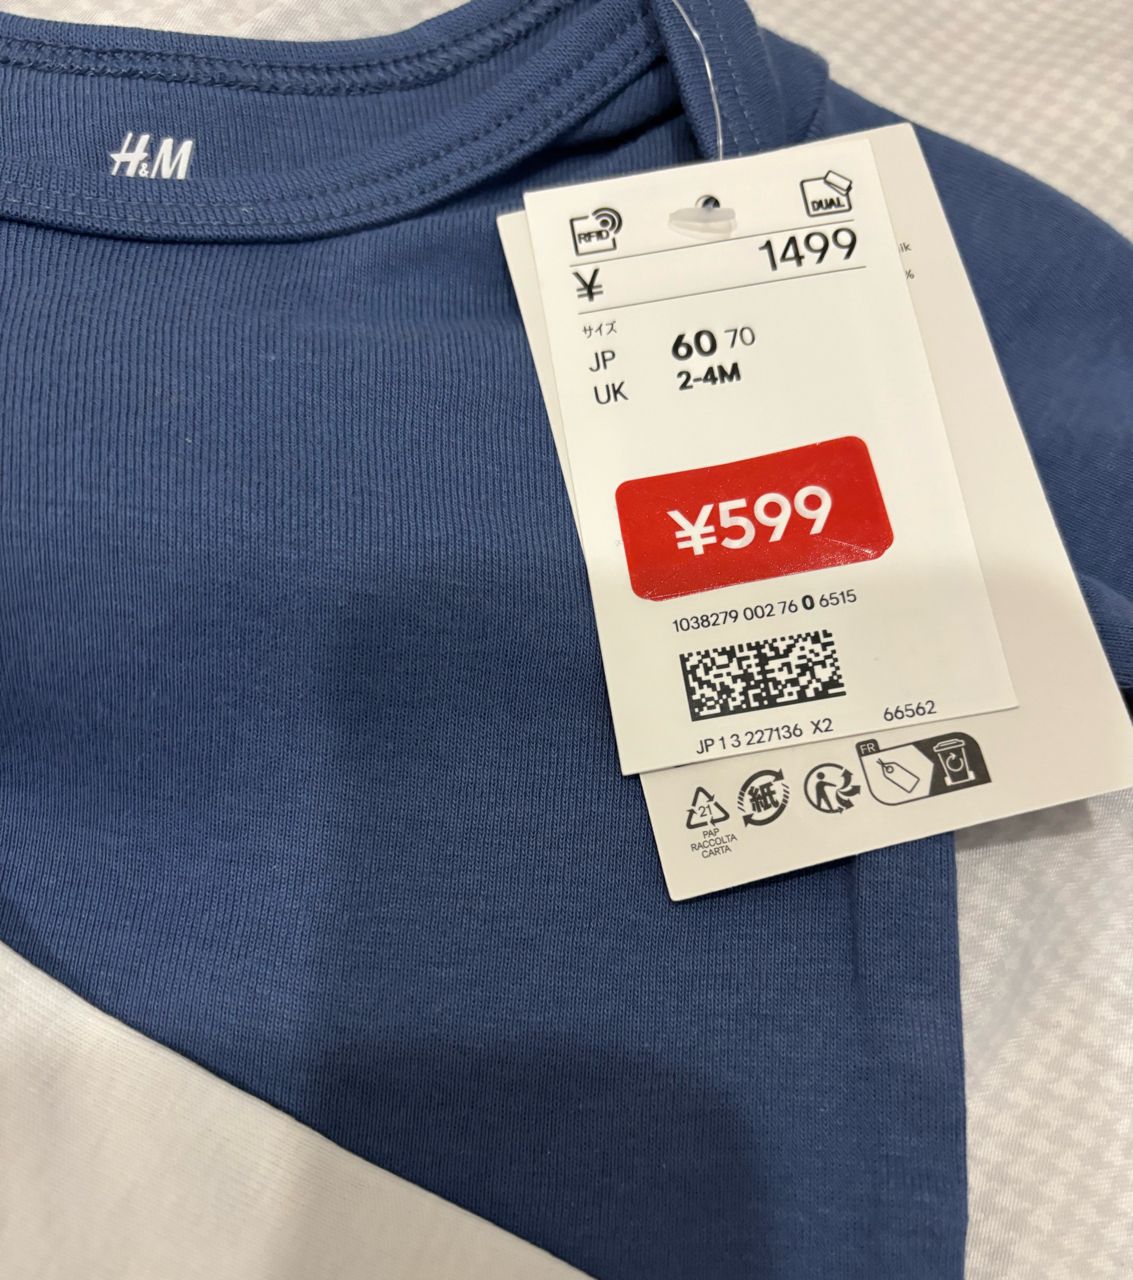 H&M
RFID
DUAL
¥ 1499
サイズ
JP 60 70
UK 2-4M
¥599
1038279 002 76 0 6515
JP 1 3 227136 X2 66562
%
FR
21
PAP
RACCOLTA
CARTA
紙